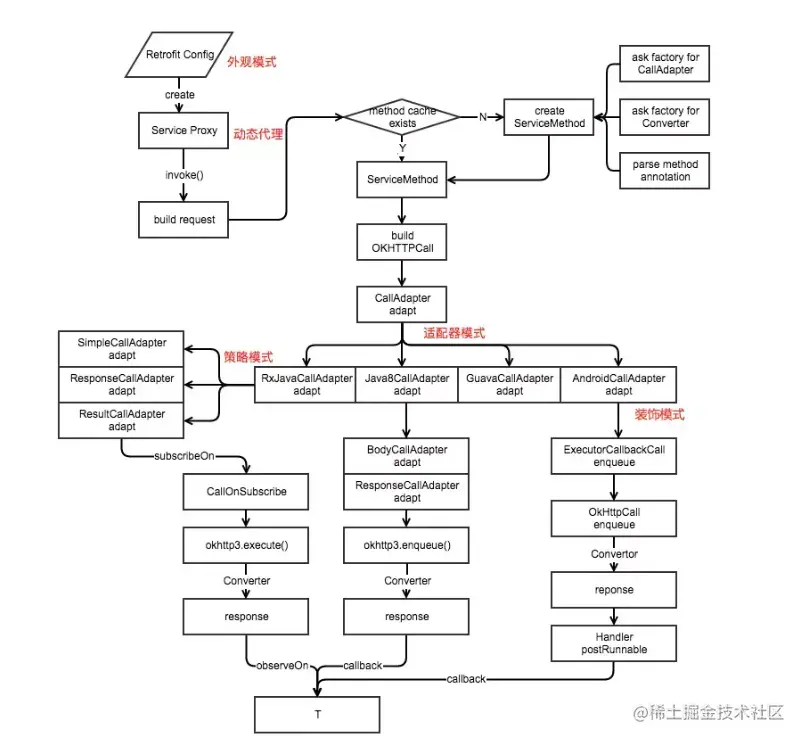 Retrofit Config
外观模式
create
Service Proxy
动态代理
invoke()
build request
method cache
exists
N
Y
create
ServiceMethod
ask factory for
CallAdapter
ask factory for
Converter
parse method
annotation
ServiceMethod
build
OKHTTPCall
CallAdapter
adapt
适配器模式
SimpleCallAdapter
adapt
ResponseCallAdapter
adapt
ResultCallAdapter
adapt
策略模式
RxJavaCallAdapter
adapt
Java8CallAdapter
adapt
GuavaCallAdapter
adapt
AndroidCallAdapter
adapt
装饰模式
subscribeOn
CallOnSubscribe
okhttp3.execute()
Converter
response
observeOn
BodyCallAdapter
adapt
ResponseCallAdapter
adapt
okhttp3.enqueue()
Converter
response
callback
ExecutorCallbackCall
enqueue
OkHttpCall
enqueue
Convertor
reponse
Handler
postRunnable
callback
T
@稀土掘金技术社区